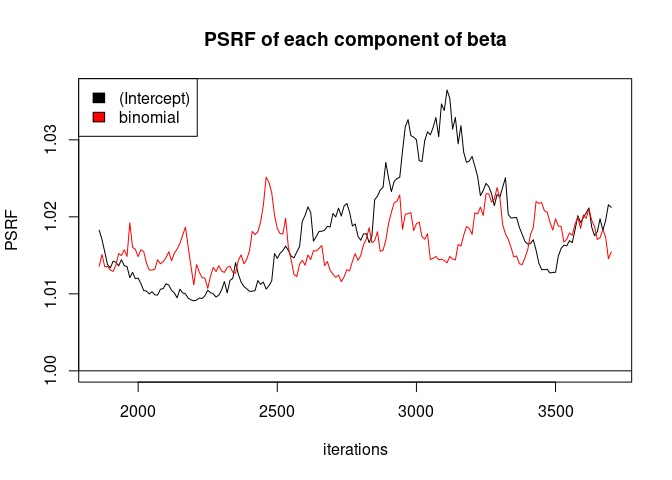 PSRF of each component of beta
(Intercept)
binomial
PSRF
1.03
1.02
1.01
1.00
2000 2500 3000 3500
iterations